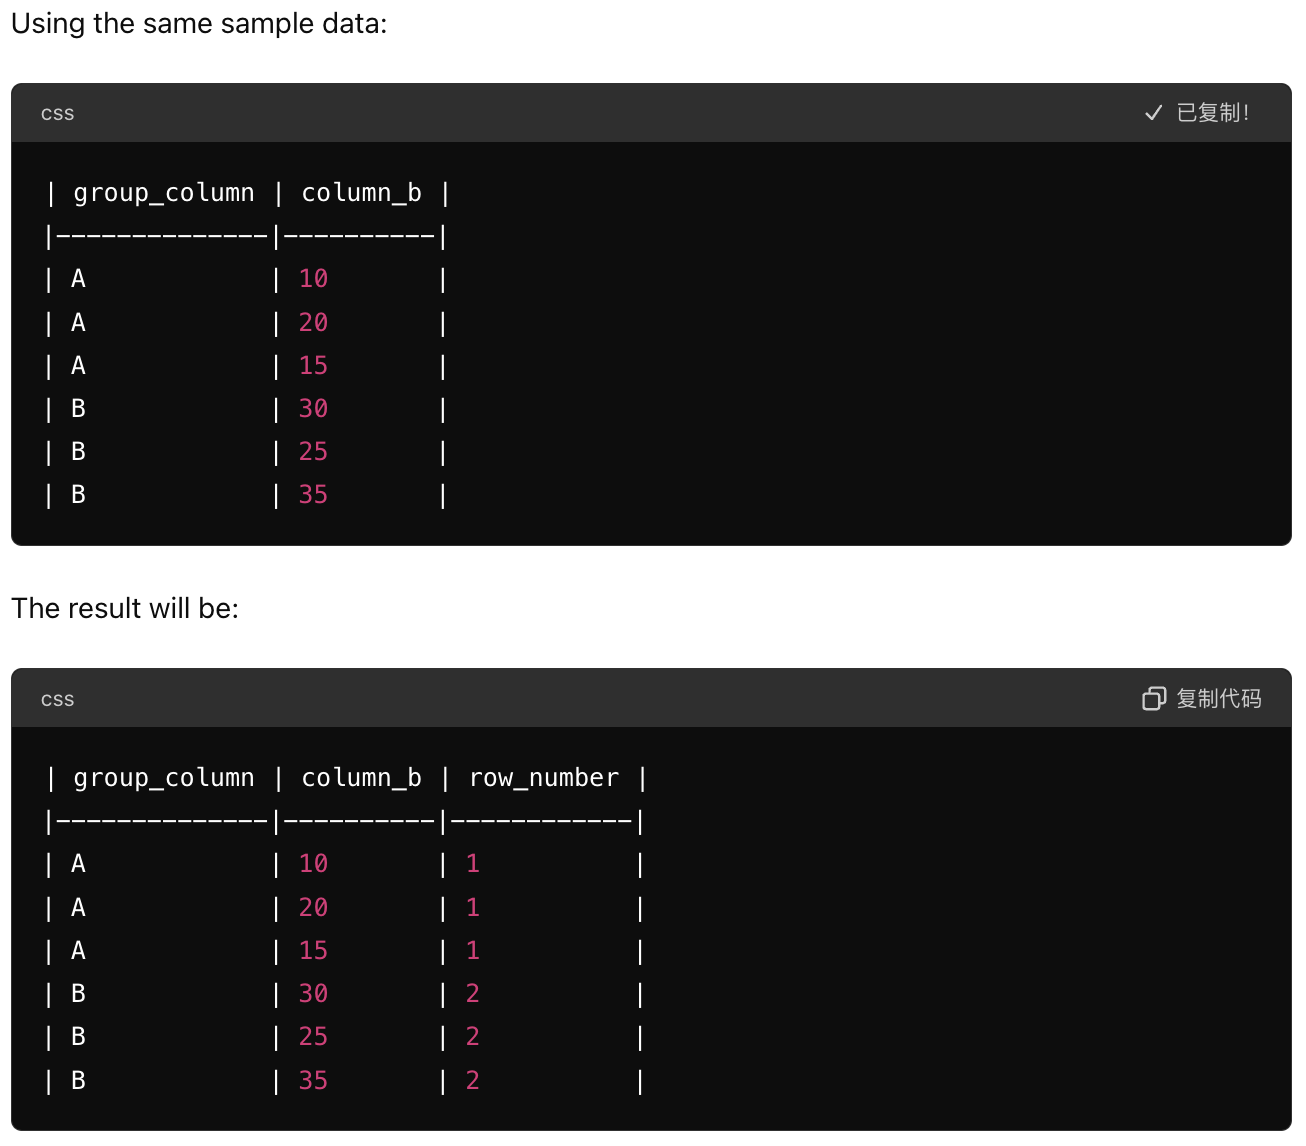 Using the same sample data:
css
已复制！
| group_column | column_b |
|--------------|----------|
| A            | 10       |
| A            | 20       |
| A            | 15       |
| B            | 30       |
| B            | 25       |
| B            | 35       |
The result will be:
css
复制代码
| group_column | column_b | row_number |
|--------------|----------|------------|
| A            | 10       | 1          |
| A            | 20       | 1          |
| A            | 15       | 1          |
| B            | 30       | 2          |
| B            | 25       | 2          |
| B            | 35       | 2          |